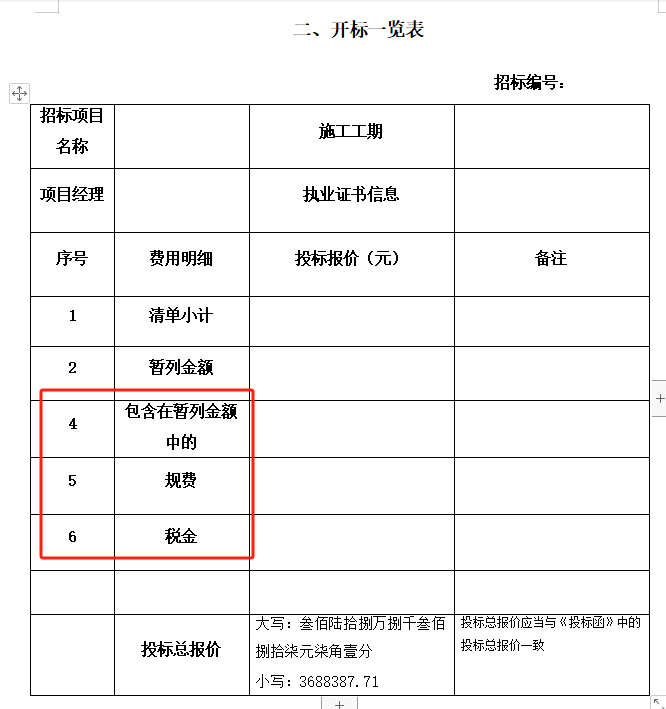 二、开标一览表
招标编号：
招标项目
名称
施工工期
项目经理
执业证书信息
序号
费用明细
投标报价（元）
备注
1
清单小计
2
暂列金额
4
包含在暂列金额
中的
5
规费
6
税金
投标总报价
大写：叁佰陆拾捌万捌千叁佰
捌拾柒元柒角壹分
小写：3688387.71
投标总报价应当与《投标函》中的
投标总报价一致